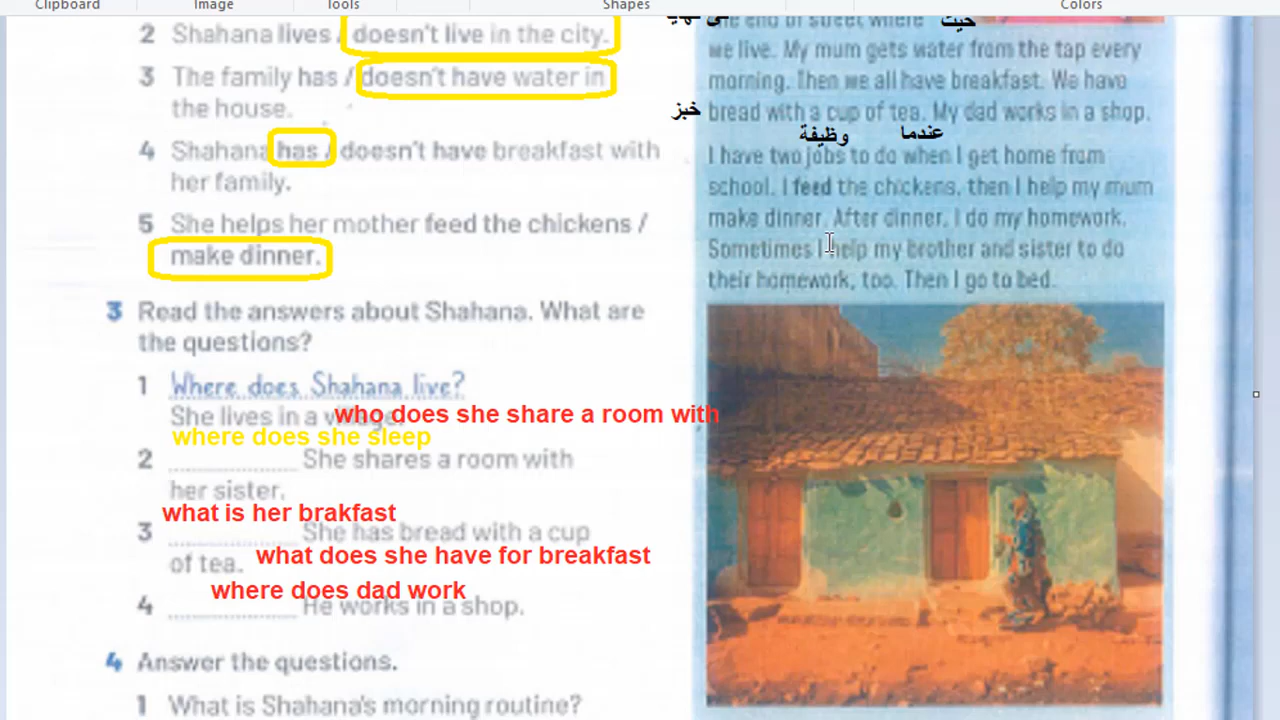 Clipboard
Image
Tools
Shapes
Colors
2 Shahana lives / doesn't live in the city.
3 The family has / doesn't have water in
the house.
4 Shahana has / doesn't have breakfast with
her family.
5 She helps her mother feed the chickens /
make dinner.
3 Read the answers about Shahana. What are
the questions?
1 Where does Shahana live?
She lives in a village.
who does she share a room with
where does she sleep
2 She shares a room with
her sister.
what is her brakfast
3 She has bread with a cup
of tea.
what does she have for breakfast
where does dad work
4 He works in a shop.
4 Answer the questions.
1 What is Shahana's morning routine?
حيث
the end of street where
we live. My mum gets water from the tap every
morning. Then we all have breakfast. We have
خبز
bread with a cup of tea. My dad works in a shop.
عندما
وظيفة
I have two jobs to do when I get home from
school. I feed the chickens, then I help my mum
make dinner. After dinner, I do my homework.
Sometimes I help my brother and sister to do
their homework, too. Then I go to bed.